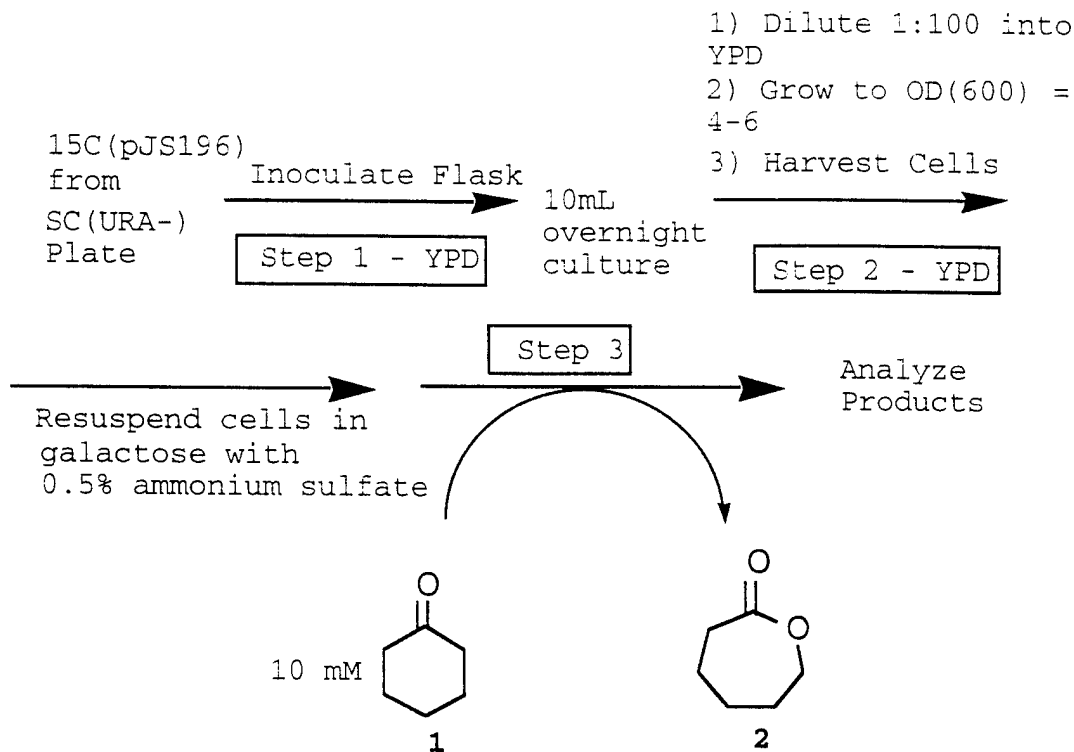 1) Dilute 1:100 into
YPD
2) Grow to OD(600) =
4-6
3) Harvest Cells
15C(pJS196)
from
SC(URA-)
Plate
Inoculate Flask
Step 1 - YPD
10mL
overnight
culture
Step 2 - YPD
Resuspend cells in
galactose with
0.5% ammonium sulfate
Step 3
Analyze
Products
10 mM
O
1
O
O
2